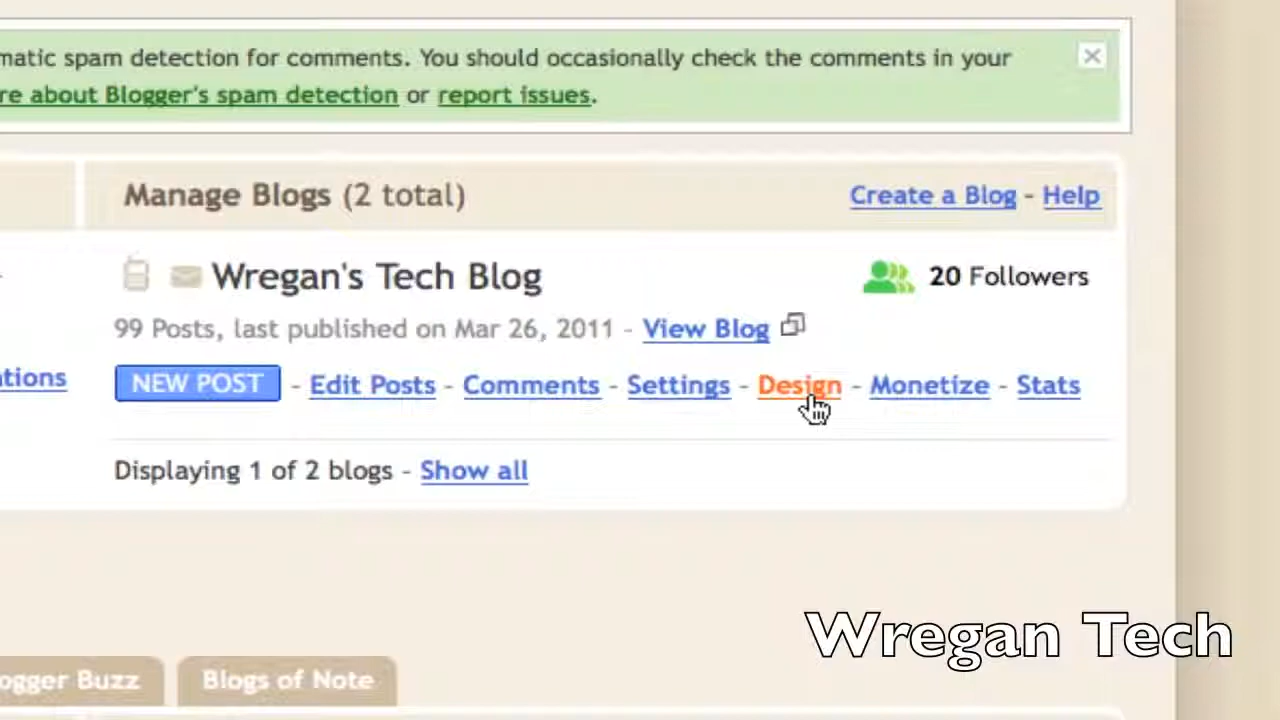 matic spam detection for comments. You should occasionally check the comments in your
re about Blogger's spam detection or report issues.
Manage Blogs (2 total)
Create a Blog - Help
Wregan's Tech Blog
20 Followers
99 Posts, last published on Mar 26, 2011 - View Blog
ations
NEW POST - Edit Posts - Comments - Settings - Design - Monetize - Stats
Displaying 1 of 2 blogs - Show all
Wregan Tech
ogger Buzz
Blogs of Note